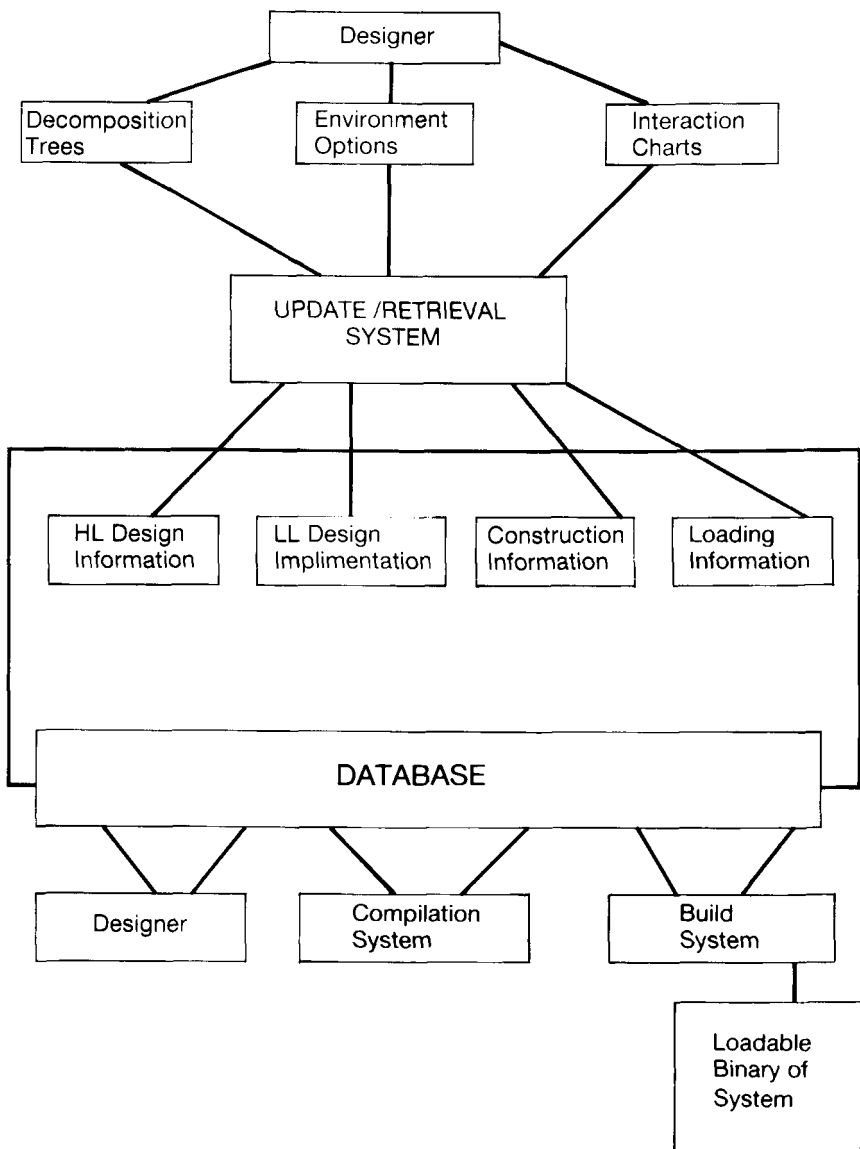 Designer
Decomposition
Trees
Environment
Options
Interaction
Charts
UPDATE /RETRIEVAL
SYSTEM
HL Design
Information
LL Design
Implimentation
Construction
Information
Loading
Information
DATABASE
Designer
Compilation
System
Build
System
Loadable
Binary of
System